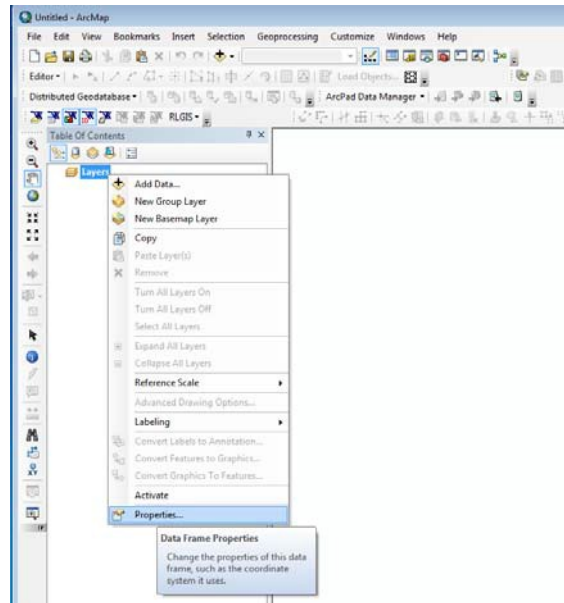 Untitled - ArcMap
File Edit View Bookmarks Insert Selection Geoprocessing Customize Windows Help
Editor Load Objects...
Distributed Geodatabase ArcPad Data Manager
RLGIS
Table Of Contents
Layers
Add Data...
New Group Layer
New Basemap Layer
Copy
Paste Layer(s)
Remove
Turn All Layers On
Turn All Layers Off
Select All Layers
Expand All Layers
Collapse All Layers
Reference Scale
Advanced Drawing Options...
Labeling
Convert Labels to Annotation...
Convert Features to Graphics...
Convert Graphics To Features...
Activate
Properties...
Data Frame Properties
Change the properties of this data
frame, such as the coordinate
system it uses.